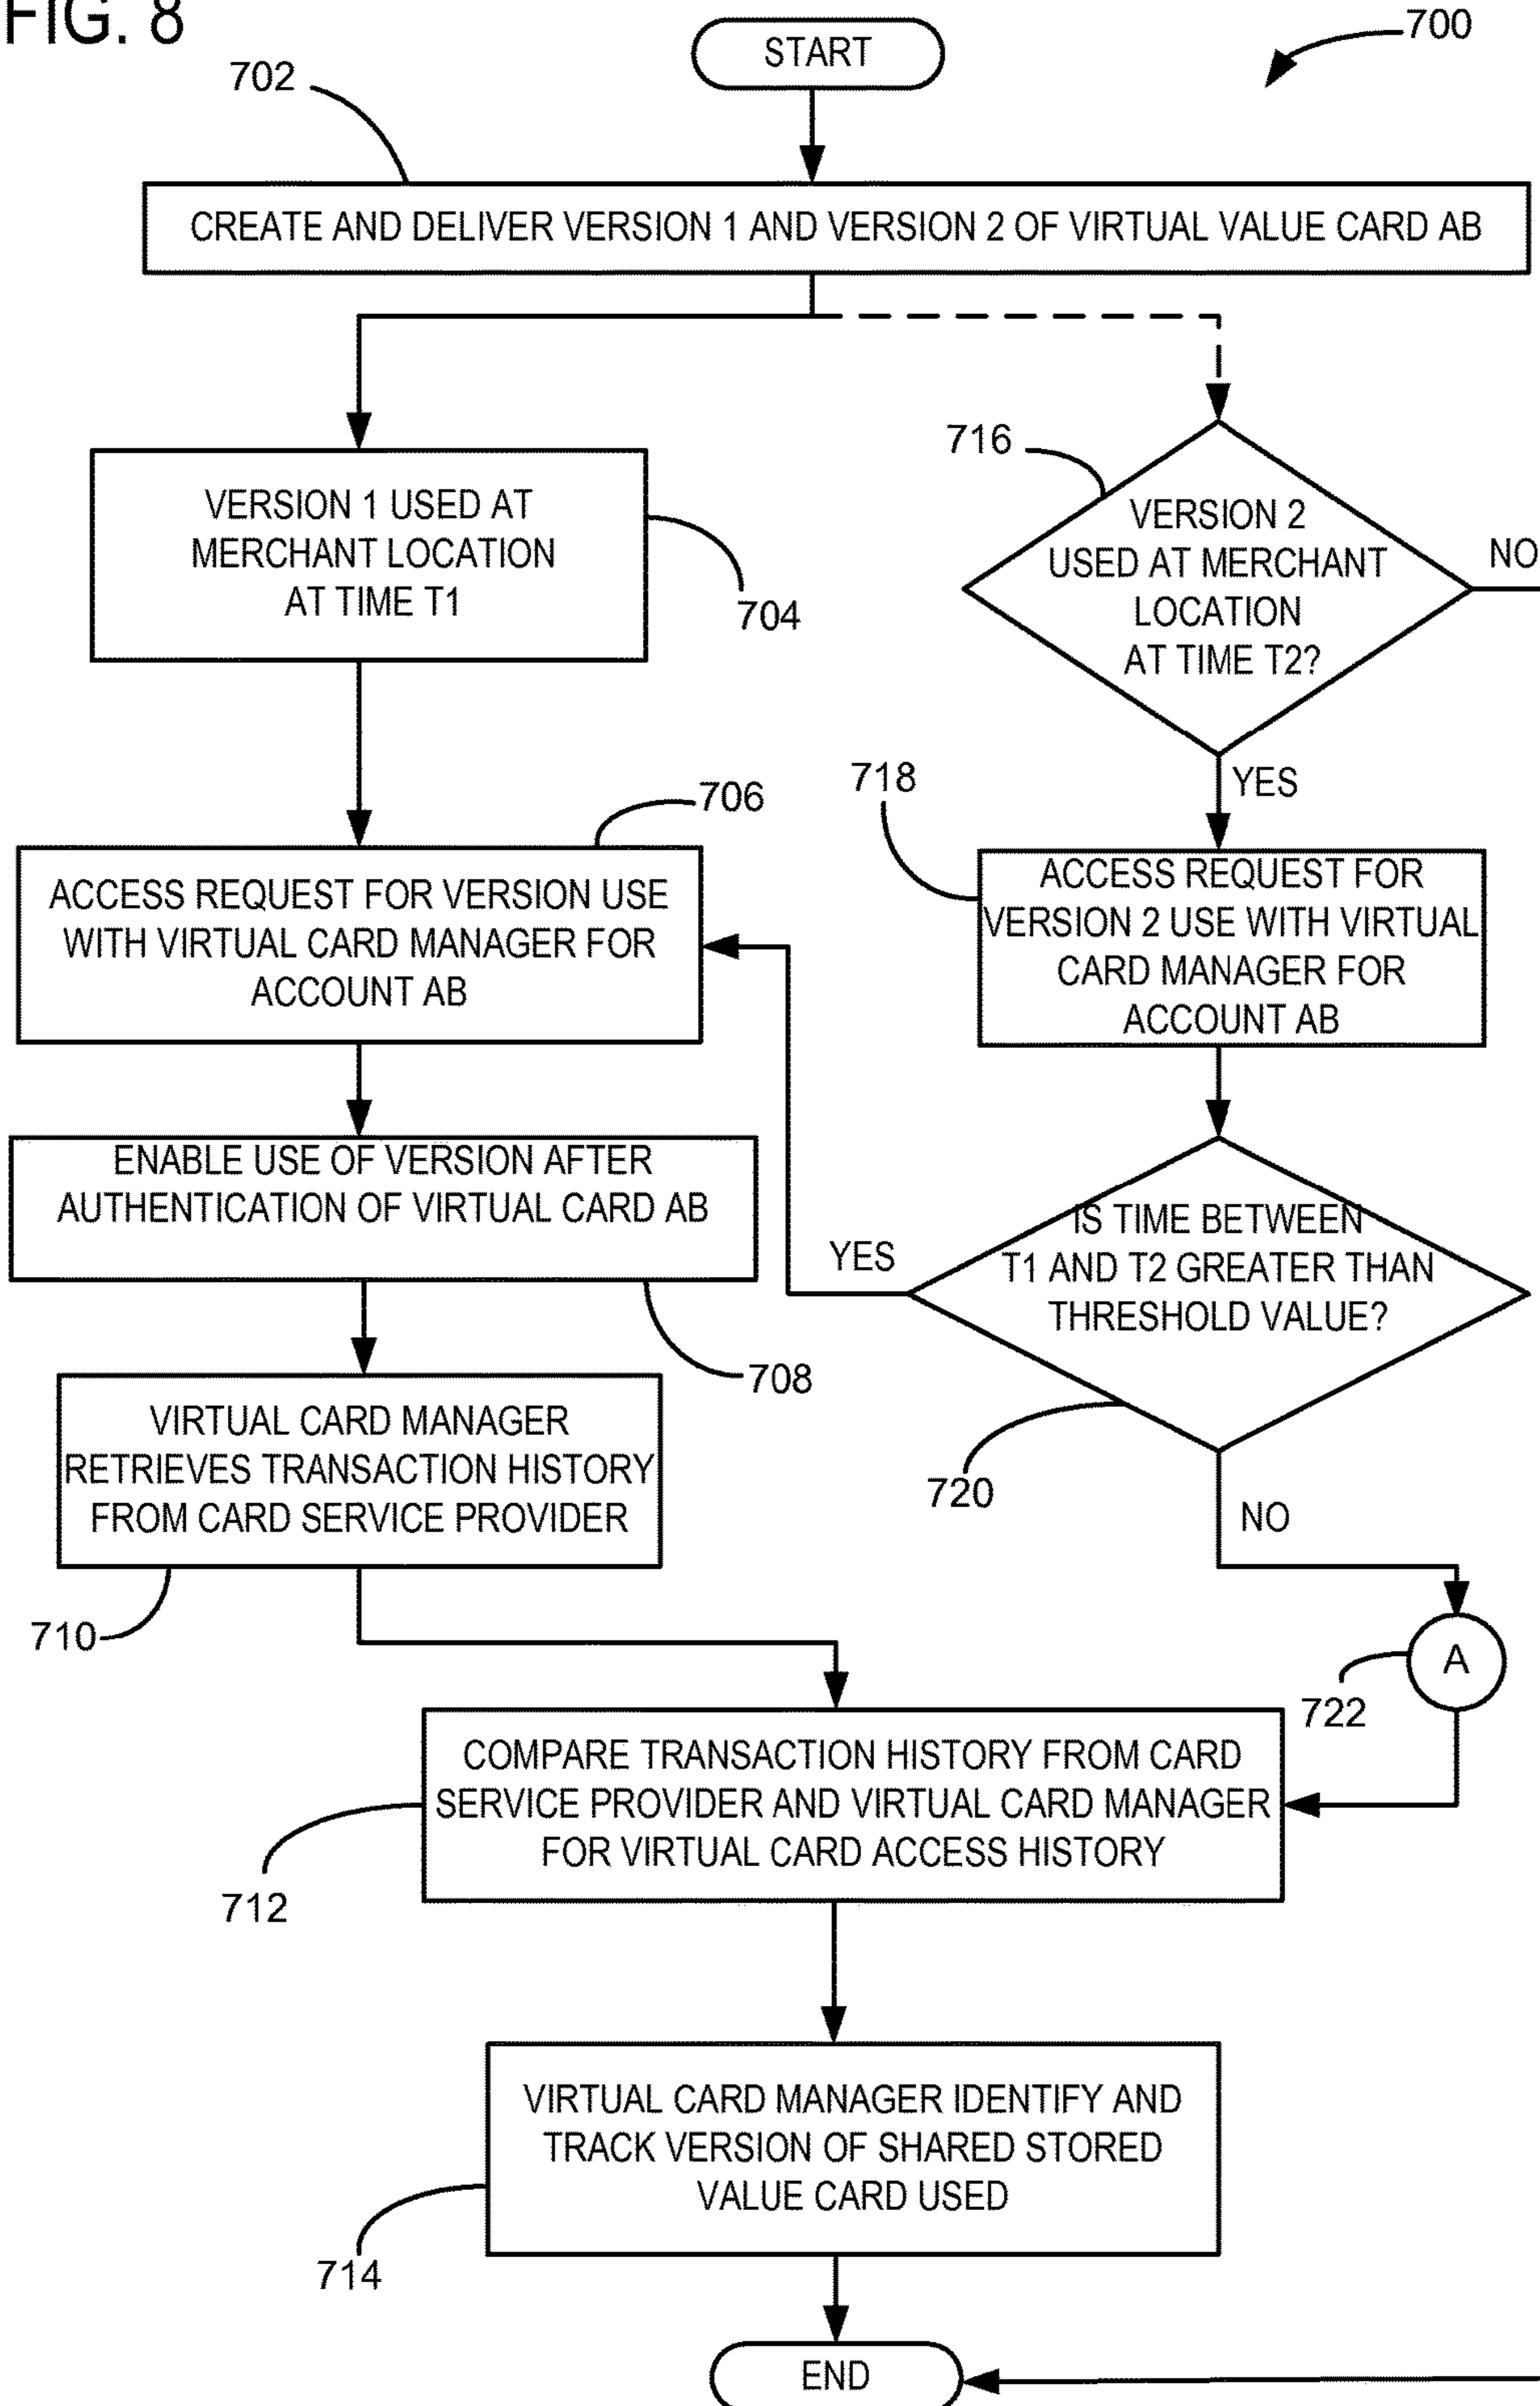 FIG. 8
START
700
702
CREATE AND DELIVER VERSION 1 AND VERSION 2 OF VIRTUAL VALUE CARD AB
VERSION 1 USED AT
MERCHANT LOCATION
AT TIME T1
704
716
VERSION 2
USED AT MERCHANT
LOCATION
AT TIME T2?
NO
YES
706
ACCESS REQUEST FOR VERSION USE
WITH VIRTUAL CARD MANAGER FOR
ACCOUNT AB
718
ACCESS REQUEST FOR
VERSION 2 USE WITH VIRTUAL
CARD MANAGER FOR
ACCOUNT AB
ENABLE USE OF VERSION AFTER
AUTHENTICATION OF VIRTUAL CARD AB
708
YES
IS TIME BETWEEN
T1 AND T2 GREATER THAN
THRESHOLD VALUE?
720
NO
VIRTUAL CARD MANAGER
RETRIEVES TRANSACTION HISTORY
FROM CARD SERVICE PROVIDER
710
A
722
COMPARE TRANSACTION HISTORY FROM CARD
SERVICE PROVIDER AND VIRTUAL CARD MANAGER
FOR VIRTUAL CARD ACCESS HISTORY
712
VIRTUAL CARD MANAGER IDENTIFY AND
TRACK VERSION OF SHARED STORED
VALUE CARD USED
714
END